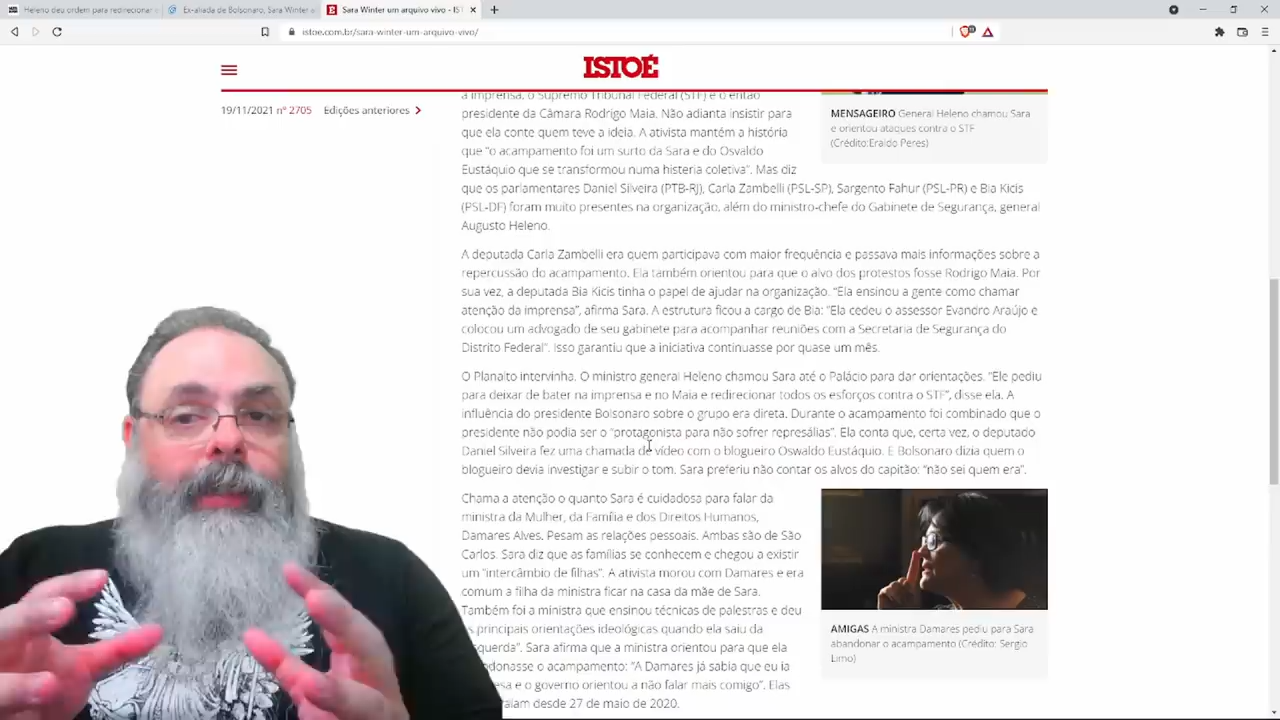 Heleno deu ordem para redirecionar
Ex-aliada de Bolsonaro, Sara Winter a
Sara Winter um arquivo vivo - IST
istoe.com.br/sara-winter-um-arquivo-vivo/
ISTOÉ
19/11/2021 nº 2705 Edições anteriores
a imprensa, o Supremo Tribunal Federal (STF) e o então
presidente da Câmara Rodrigo Maia. Não adianta insistir para
que ela conte quem teve a ideia. A ativista mantém a história
que “o acampamento foi um surto da Sara e do Osvaldo
Eustáquio que se transformou numa histeria coletiva”. Mas diz
que os parlamentares Daniel Silveira (PTB-RJ), Carla Zambelli (PSL-SP), Sargento Fahur (PSL-PR) e Bia Kicis
(PSL-DF) foram muito presentes na organização, além do ministro-chefe do Gabinete de Segurança, general
Augusto Heleno.
MENSAGEIRO General Heleno chamou Sara
e orientou ataques contra o STF
(Crédito:Eraldo Peres)
A deputada Carla Zambelli era quem participava com maior frequência e passava mais informações sobre a
repercussão do acampamento. Ela também orientou para que o alvo dos protestos fosse Rodrigo Maia. Por
sua vez, a deputada Bia Kicis tinha o papel de ajudar na organização. “Ela ensinou a gente como chamar
atenção da imprensa”, afirma Sara. A estrutura ficou a cargo de Bia: “Ela cedeu o assessor Evandro Araújo e
colocou um advogado de seu gabinete para acompanhar reuniões com a Secretaria de Segurança do
Distrito Federal”. Isso garantiu que a iniciativa continuasse por quase um mês.
O Planalto intervinha. O ministro general Heleno chamou Sara até o Palácio para dar orientações. “Ele pediu
para deixar de bater na imprensa e no Maia e redirecionar todos os esforços contra o STF”, disse ela. A
influência do presidente Bolsonaro sobre o grupo era direta. Durante o acampamento foi combinado que o
presidente não podia ser o “protagonista para não sofrer represálias”. Ela conta que, certa vez, o deputado
Daniel Silveira fez uma chamada de vídeo com o blogueiro Oswaldo Eustáquio. E Bolsonaro dizia quem o
blogueiro devia investigar e subir o tom. Sara preferiu não contar os alvos do capitão: “não sei quem era”.
Chama a atenção o quanto Sara é cuidadosa para falar da
ministra da Mulher, da Família e dos Direitos Humanos,
Damares Alves. Pesam as relações pessoais. Ambas são de São
Carlos. Sara diz que as famílias se conhecem e chegou a existir
um “intercâmbio de filhas”. A ativista morou com Damares e era
comum a filha da ministra ficar na casa da mãe de Sara.
Também foi a ministra que ensinou técnicas de palestras e deu
principais orientações ideológicas quando ela saiu da
squerda”. Sara afirma que a ministra orientou para que ela
ndonasse o acampamento: “A Damares já sabia que eu ia
esa e o governo orientou a não falar mais comigo”. Elas
raiam desde 27 de maio de 2020.
AMIGAS A ministra Damares pediu para Sara
abandonar o acampamento (Crédito: Sergio
Limo)